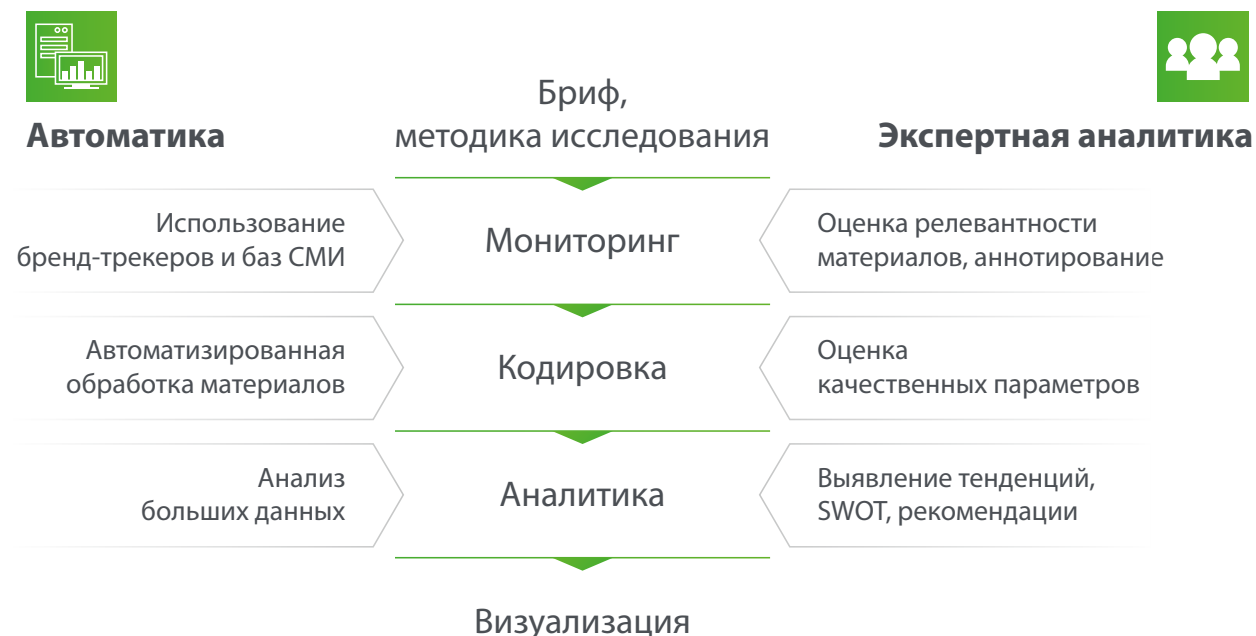 Бриф,
методика исследования
Автоматика
Экспертная аналитика
Использование
бренд-трекеров и баз СМИ
Мониторинг
Оценка релевантности
материалов, аннотирование
Автоматизированная
обработка материалов
Кодировка
Оценка
качественных параметров
Анализ
больших данных
Аналитика
Выявление тенденций,
SWOT, рекомендации
Визуализация